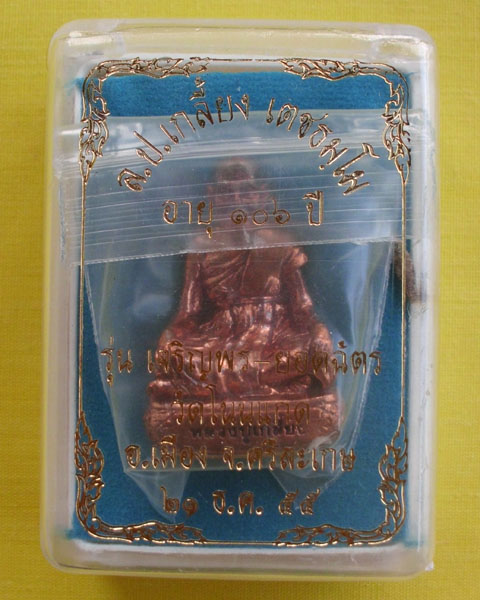 ล.ป.เกลี้ยง เตชธมฺโม
อายุ ๑๐๖ ปี
รุ่น เจริญพร-ยอดฉัตร
วัดโนนแกด
อ.เมือง จ.ศรีสะเกษ
๒๑ ธ.ค. ๕๕